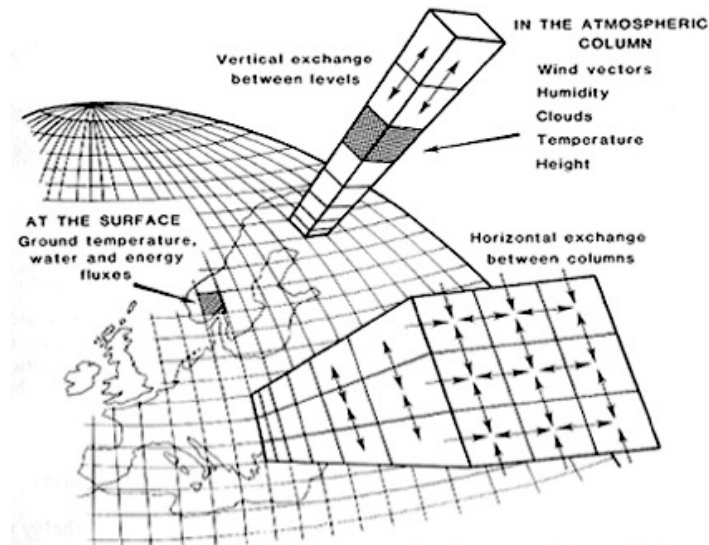 IN THE ATMOSPHERIC
COLUMN
Wind vectors
Humidity
Clouds
Temperature
Height
Vertical exchange
between levels
AT THE SURFACE
Ground temperature,
water and energy
fluxes
Horizontal exchange
between columns